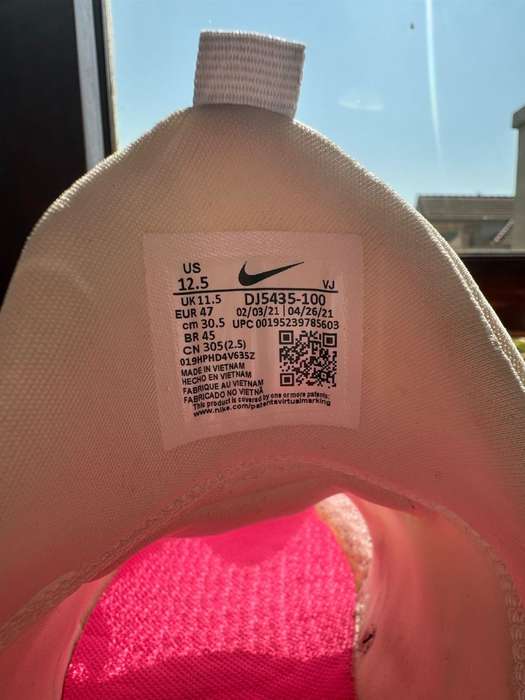 US
12.5
VJ
UK 11.5 DJ5435-100
EUR 47 02/03/21 | 04/26/21
cm 30.5 UPC 00195239785603
BR 45
CN 305(2.5)
019HPHD4V635Z
MADE IN VIETNAM
HECHO EN VIETNAM
FABRIQUE AU VIETNAM
FABRICADO NO VIETNÃ
This product is covered by one or more patents:
www.nike.com/patentsvirtualmarking